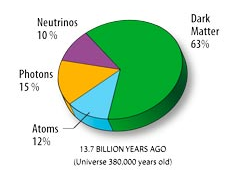 Neutrinos
10 %
Dark
Matter
63%
Photons
15 %
Atoms
12%
13.7 BILLION YEARS AGO
(Universe 380,000 years old)